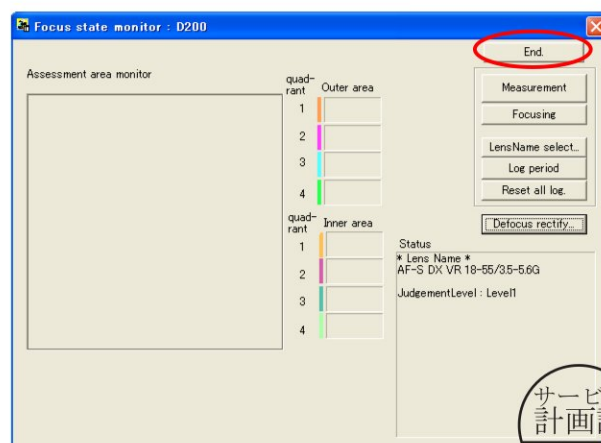 Focus state monitor : D200
End.
Assessment area monitor
quad-
rant
Outer area
1
2
3
4
quad-
rant
Inner area
1
2
3
4
Measurement
Focusing
LensName select...
Log period
Reset all log.
Defocus rectify...
Status
* Lens Name *
AF-S DX VR 18-55/3.5-5.6G
JudgementLevel : Level1
サービ
計画